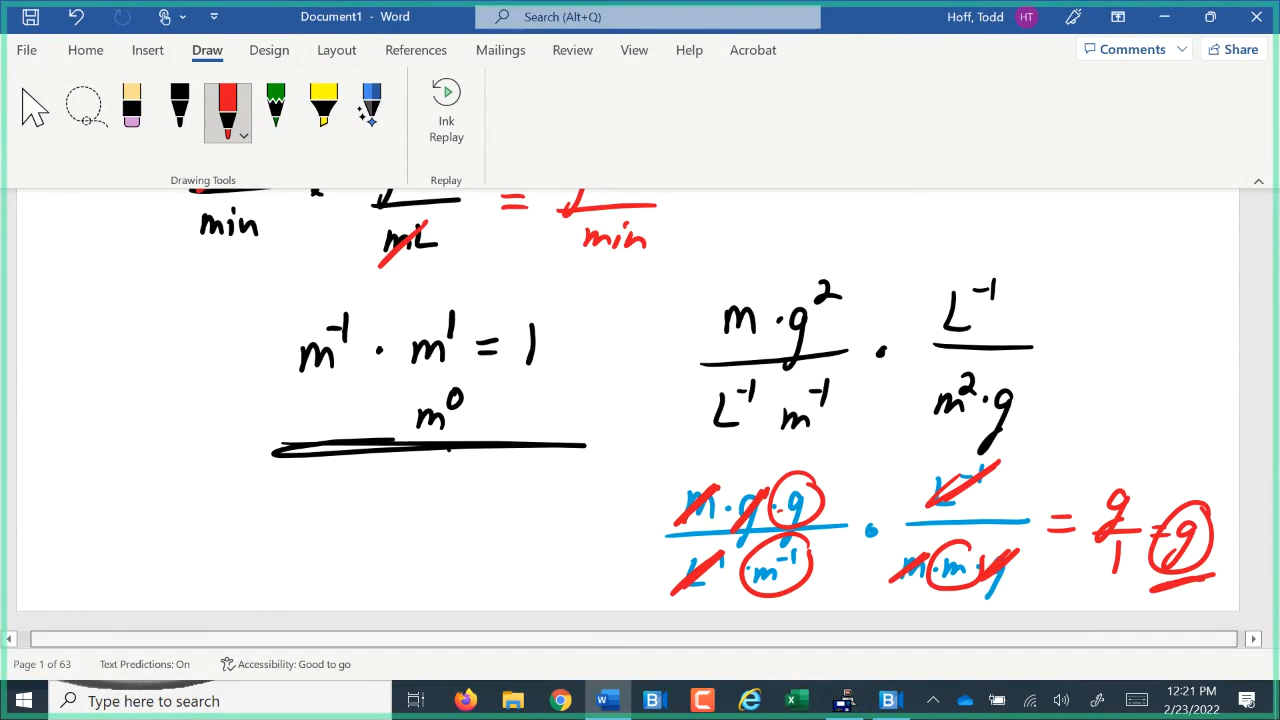 Document1 - Word
Search (Alt+Q)
Hoff, Todd
HT
File Home Insert Draw Design Layout References Mailings Review View Help Acrobat
Comments
Share
Ink
Replay
Drawing Tools
Replay
min
mL
=
min
m⁻¹ · m¹ = 1
m⁰
m · g²
L⁻¹ m⁻¹
·
L⁻¹
m² · g
m · g · g
L⁻¹ · m⁻¹
·
L⁻¹
m · m · g
= g/1 = g
Page 1 of 63
Text Predictions: On
Accessibility: Good to go
Type here to search
12:21 PM
2/23/2022